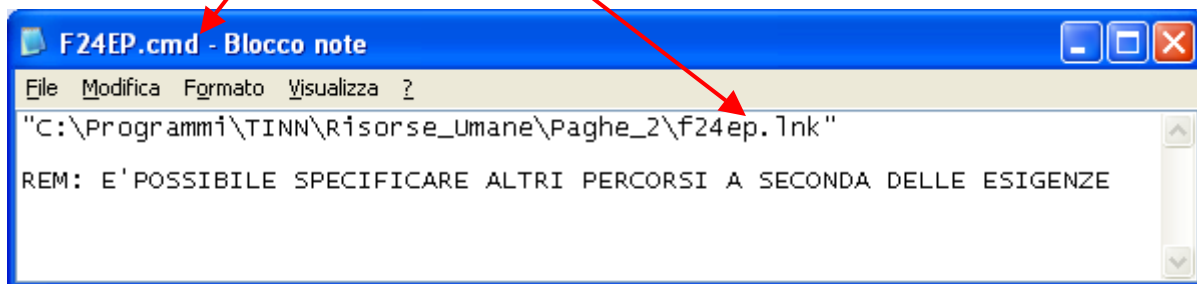 F24EP.cmd - Blocco note
File Modifica Formato Visualizza ?
"C:\Programmi\TINN\Risorse_Umane\Paghe_2\f24ep.lnk"
REM: E'POSSIBILE SPECIFICARE ALTRI PERCORSI A SECONDA DELLE ESIGENZE